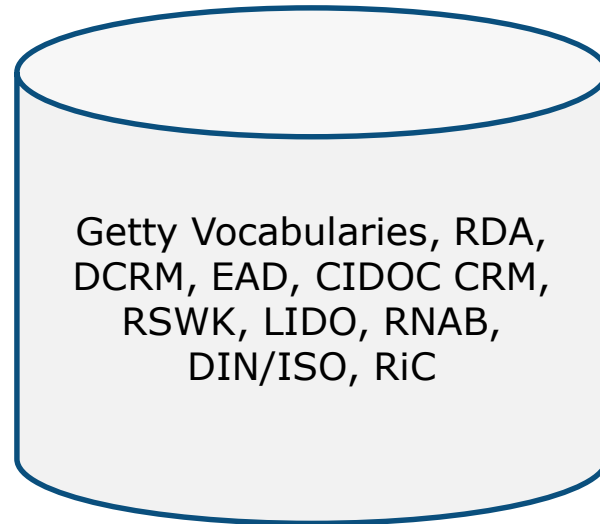 Getty Vocabularies, RDA,
DCRM, EAD, CIDOC CRM,
RSWK, LIDO, RNAB,
DIN/ISO, RiC